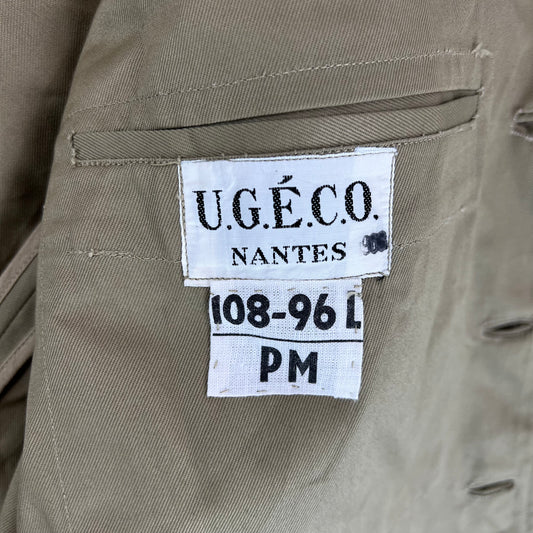 U.G.É.C.O.
NANTES
108-96 L
PM